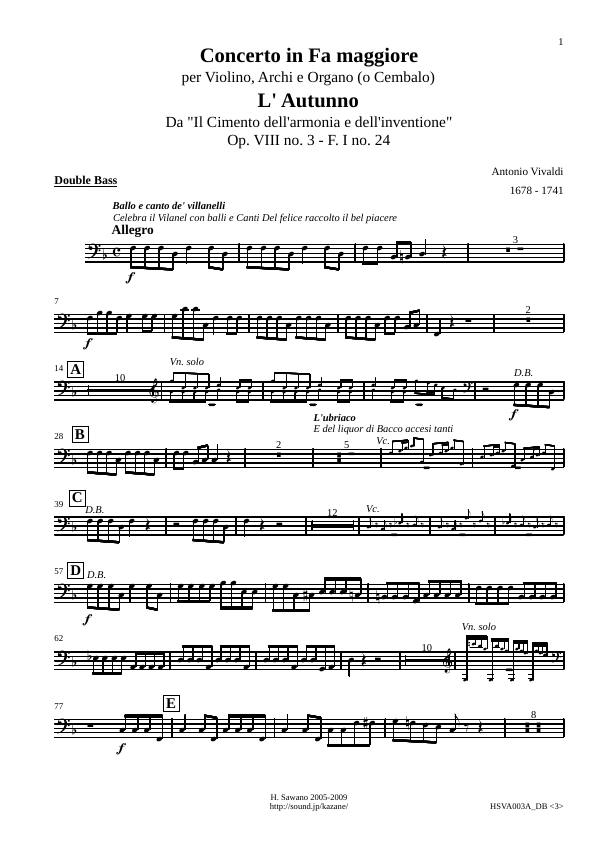 1
Concerto in Fa maggiore
per Violino, Archi e Organo (o Cembalo)
L' Autunno
Da "Il Cimento dell'armonia e dell'inventione"
Op. VIII no. 3 - F. I no. 24
Antonio Vivaldi
Double Bass
1678 - 1741
Ballo e canto de' villanelli
Celebra il Vilanel con balli e Canti Del felice raccolto il bel piacere
Allegro
3
f
7
2
f
14 A
10
Vn. solo
D.B.
f
L'ubriaco
E del liquor di Bacco accesi tanti
28 B
2
5
Vc.
39 C
D.B.
12
Vc.
57 D D.B.
f
62
10
Vn. solo
77
E
8
f
H. Sawano 2005-2009
http://sound.jp/kazane/
HSVA003A_DB <3>